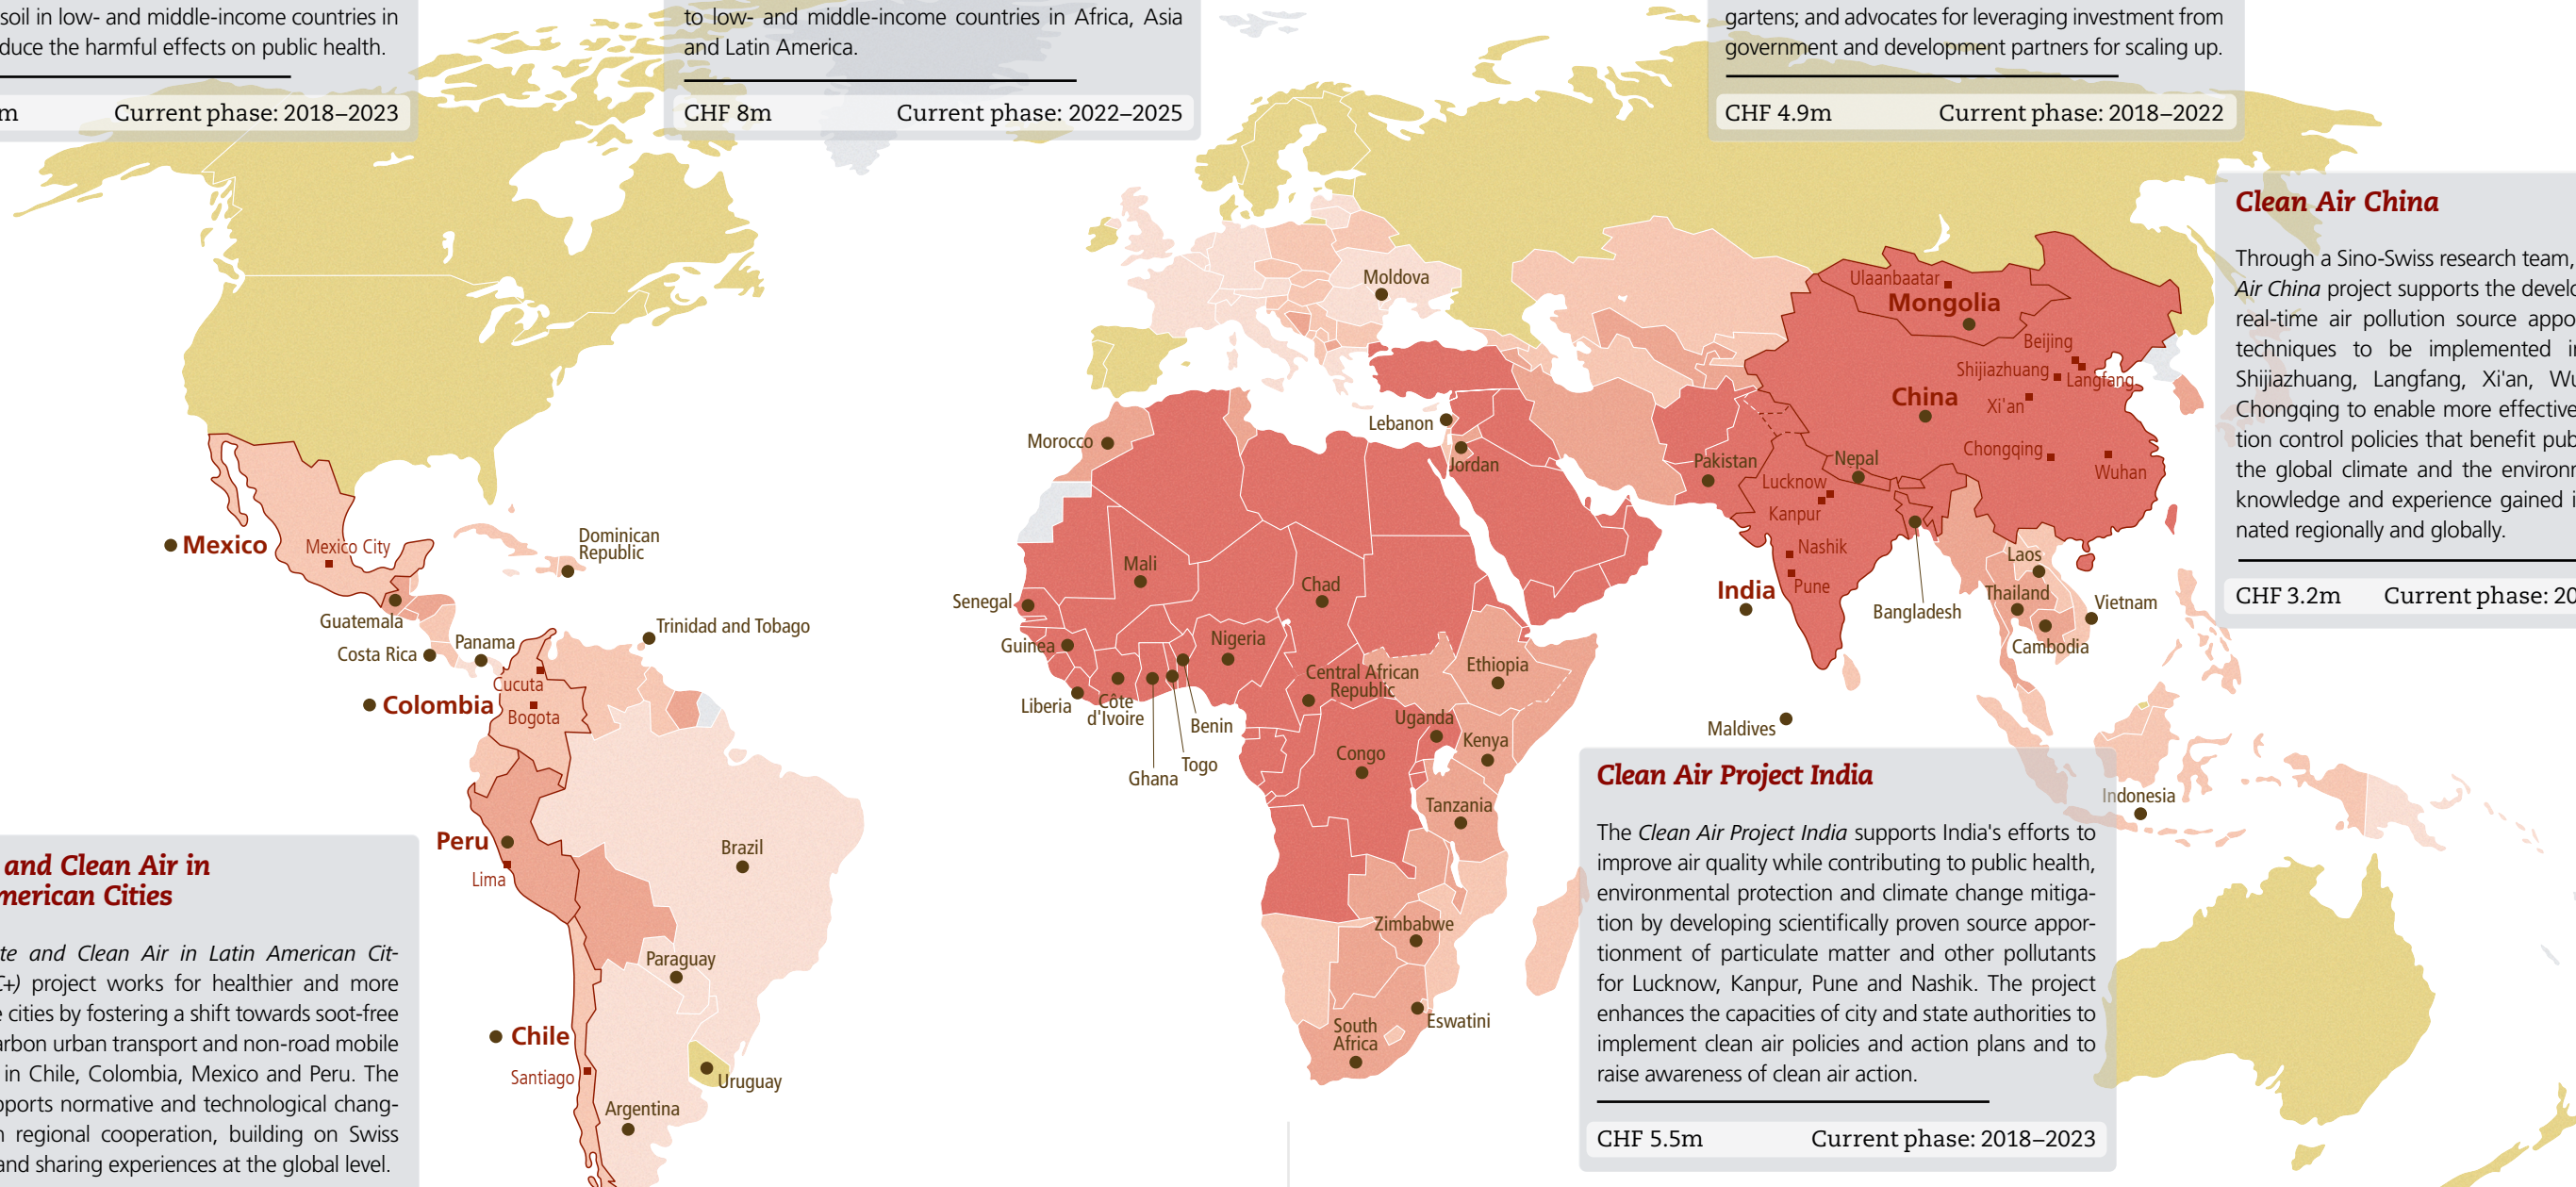 soil in low- and middle-income countries in
duce the harmful effects on public health.
m Current phase: 2018–2023
to low- and middle-income countries in Africa, Asia
and Latin America.
CHF 8m Current phase: 2022–2025
gartens; and advocates for leveraging investment from
government and development partners for scaling up.
CHF 4.9m Current phase: 2018–2022
Clean Air China
Through a Sino-Swiss research team,
Air China project supports the develo
real-time air pollution source appo
techniques to be implemented i
Shijiazhuang, Langfang, Xi'an, Wu
Chongqing to enable more effective
tion control policies that benefit pub
the global climate and the environ
knowledge and experience gained i
nated regionally and globally.
CHF 3.2m Current phase: 20
Moldova
Ulaanbaatar
Mongolia
Beijing
Shijiazhuang
Langfang
China
Xi'an
Chongqing
Wuhan
Lebanon
Jordan
Morocco
Pakistan
Nepal
Lucknow
Kanpur
Nashik
Pune
India
Bangladesh
Laos
Thailand
Vietnam
Cambodia
Maldives
Indonesia
Mexico
Mexico City
Dominican
Republic
Guatemala
Trinidad and Tobago
Costa Rica
Panama
Cucuta
Colombia
Bogota
Peru
Lima
Brazil
Paraguay
Chile
Santiago
Uruguay
Argentina
Mali
Chad
Senegal
Guinea
Nigeria
Liberia
Côte
d'Ivoire
Benin
Togo
Ghana
Central African
Republic
Ethiopia
Uganda
Kenya
Congo
Tanzania
Zimbabwe
Eswatini
South
Africa
and Clean Air in
merican Cities
te and Clean Air in Latin American Cit-
C+) project works for healthier and more
e cities by fostering a shift towards soot-free
arbon urban transport and non-road mobile
in Chile, Colombia, Mexico and Peru. The
pports normative and technological chang-
n regional cooperation, building on Swiss
and sharing experiences at the global level.
Clean Air Project India
The Clean Air Project India supports India's efforts to
improve air quality while contributing to public health,
environmental protection and climate change mitiga-
tion by developing scientifically proven source appor-
tionment of particulate matter and other pollutants
for Lucknow, Kanpur, Pune and Nashik. The project
enhances the capacities of city and state authorities to
implement clean air policies and action plans and to
raise awareness of clean air action.
CHF 5.5m Current phase: 2018–2023